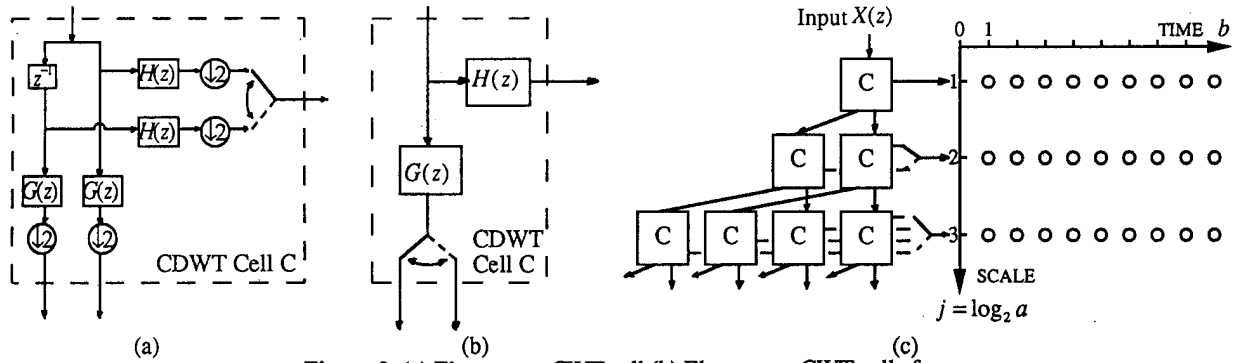 Input X(z)
0 1 TIME b
z⁻¹
H(z) ↓2
H(z) ↓2
G(z) G(z)
↓2 ↓2
CDWT Cell C
H(z)
G(z)
CDWT
Cell C
C
1
C C
2
C C C C
3
SCALE
j = log₂ a
(a) (b) (c)